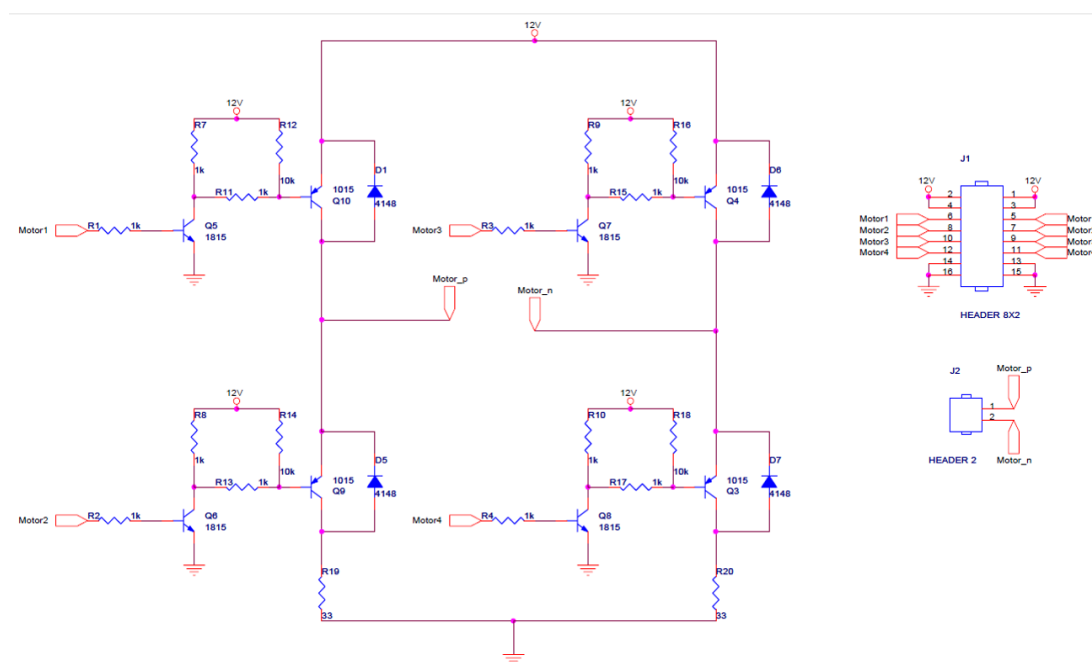 12V
12V
R7
R12
1k
10k
R11
1k
1015
Q10
D1
4148
Motor1
R1
1k
Q5
1815
12V
R9
R16
1k
10k
R15
1k
1015
Q4
D6
4148
Motor3
R3
1k
Q7
1815
Motor_p
Motor_n
12V
R8
R14
1k
10k
R13
1k
1015
Q9
D5
4148
Motor2
R2
1k
Q6
1815
R19
33
12V
R10
R18
1k
10k
R17
1k
1015
Q3
D7
4148
Motor4
R4
1k
Q8
1815
R20
33
J1
12V
12V
2
1
4
3
Motor1
6
5
Motor
Motor2
8
7
Motor
Motor3
10
9
Motor
Motor4
12
11
Motor
14
13
16
15
HEADER 8X2
J2
Motor_p
1
2
HEADER 2
Motor_n